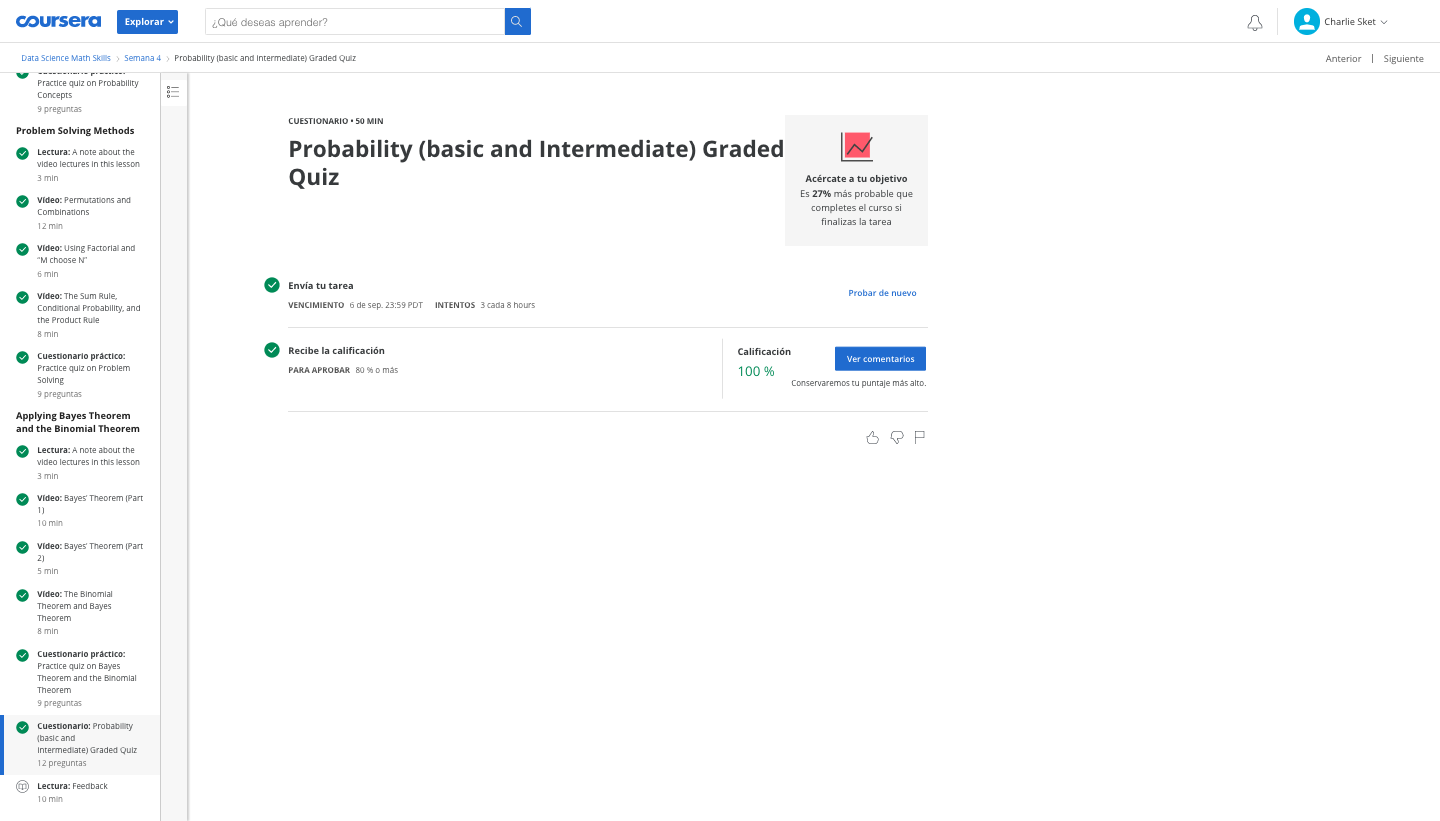 coursera
Explorar
¿Qué deseas aprender?
Charlie Sket
Data Science Math Skills
Semana 4
Probability (basic and Intermediate) Graded Quiz
Anterior | Siguiente
Cuestionario práctico:
Practice quiz on Probability
Concepts
9 preguntas
Problem Solving Methods
Lectura: A note about the
video lectures in this lesson
3 min
Vídeo: Permutations and
Combinations
12 min
Vídeo: Using Factorial and
"M choose N"
6 min
Vídeo: The Sum Rule,
Conditional Probability, and
the Product Rule
8 min
Cuestionario práctico:
Practice quiz on Problem
Solving
9 preguntas
Applying Bayes Theorem
and the Binomial Theorem
Lectura: A note about the
video lectures in this lesson
3 min
Vídeo: Bayes' Theorem (Part
1)
10 min
Vídeo: Bayes' Theorem (Part
2)
5 min
Vídeo: The Binomial
Theorem and Bayes
Theorem
8 min
Cuestionario práctico:
Practice quiz on Bayes
Theorem and the Binomial
Theorem
9 preguntas
Cuestionario: Probability
(basic and
Intermediate) Graded Quiz
12 preguntas
Lectura: Feedback
10 min
CUESTIONARIO • 50 MIN
Probability (basic and Intermediate) Graded
Quiz
Acércate a tu objetivo
Es 27% más probable que
completes el curso si
finalizas la tarea
Envía tu tarea
VENCIMIENTO 6 de sep. 23:59 PDT INTENTOS 3 cada 8 hours
Probar de nuevo
Recibe la calificación
PARA APROBAR 80 % o más
Calificación
100 %
Ver comentarios
Conservaremos tu puntaje más alto.